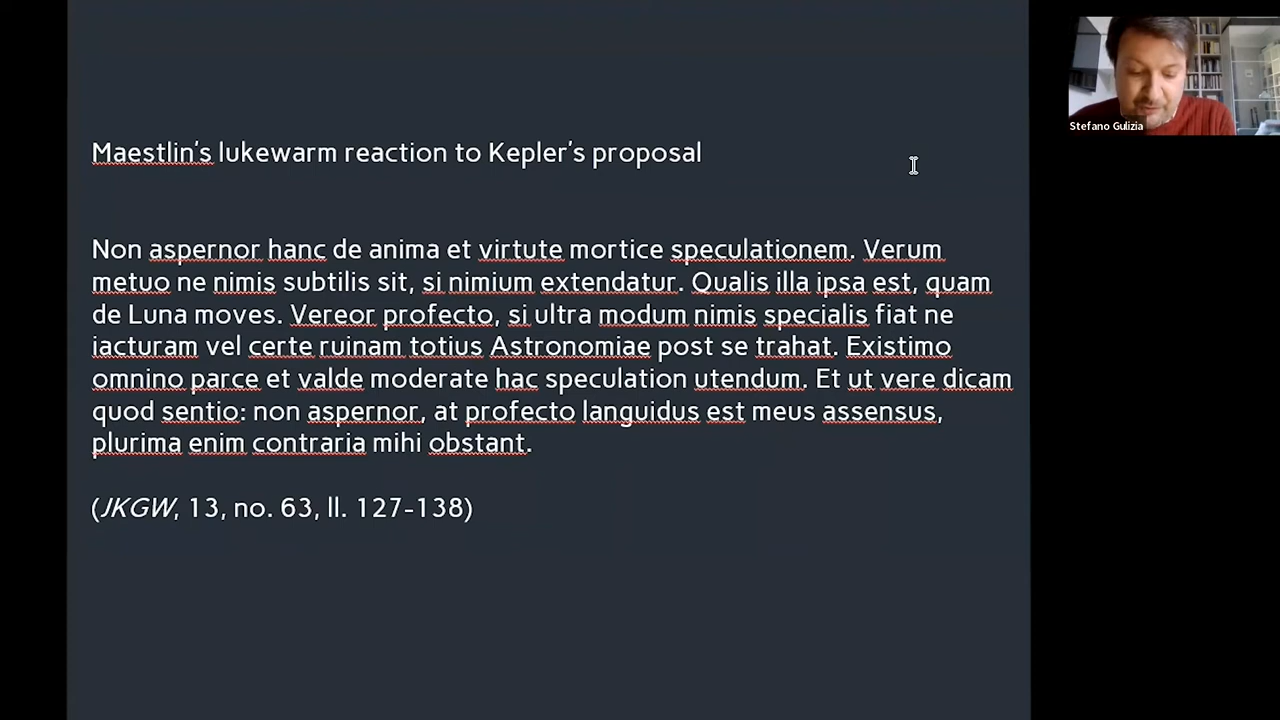 Stefano Gulizia
Maestlin's lukewarm reaction to Kepler's proposal
Non aspernor hanc de anima et virtute mortice speculationem. Verum
metuo ne nimis subtilis sit, si nimium extendatur. Qualis illa ipsa est, quam
de Luna moves. Vereor profecto, si ultra modum nimis specialis fiat ne
iacturam vel certe ruinam totius Astronomiae post se trahat. Existimo
omnino parce et valde moderate hac speculation utendum. Et ut vere dicam
quod sentio: non aspernor, at profecto languidus est meus assensus,
plurima enim contraria mihi obstant.
(JKGW, 13, no. 63, ll. 127-138)